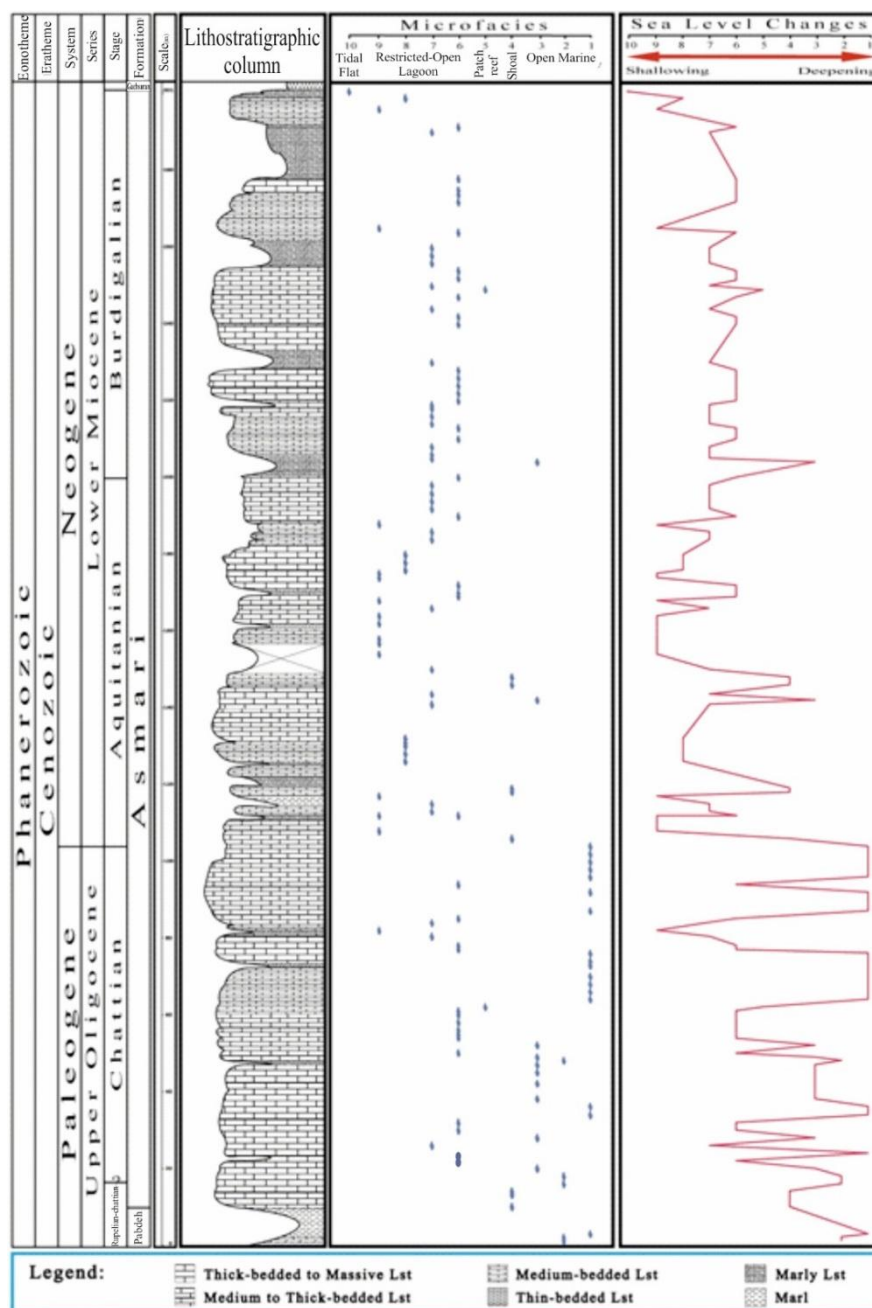 Eonotheme
Eratheme
System
Series
Stage
Formation
Scale
Lithostratigraphic
column
Microfacies
10 9 8 7 6 5 4 3 2 1
Tidal
Flat
Restricted-Open
Lagoon
Patch
reef
Shoal
Open Marine
Sea Level Changes
10 9 8 7 6 5 4 3 2 1
Shallowing
Deepening
Phanerozoic
Cenozoic
Neogene
Paleogene
Lower Miocene
Upper Oligocene
Burdigalian
Aquitanian
Chattian
Rupelian-chattian
Asmari
Pabdeh
Legend:
Thick-bedded to Massive Lst
Medium-bedded Lst
Marly Lst
Medium to Thick-bedded Lst
Thin-bedded Lst
Marl